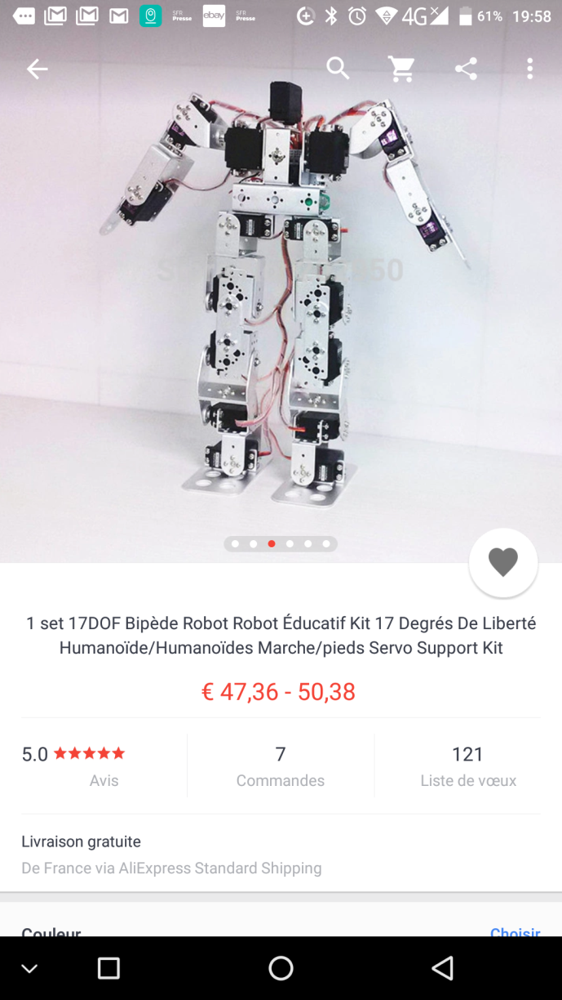 SFR
Presse
ebay
SFR
Presse
4G
61%
19:58
1 set 17DOF Bipède Robot Robot Éducatif Kit 17 Degrés De Liberté
Humanoïde/Humanoïdes Marche/pieds Servo Support Kit
€ 47,36 - 50,38
5.0
7
121
Avis
Commandes
Liste de vœux
Livraison gratuite
De France via AliExpress Standard Shipping
Couleur
Choisir